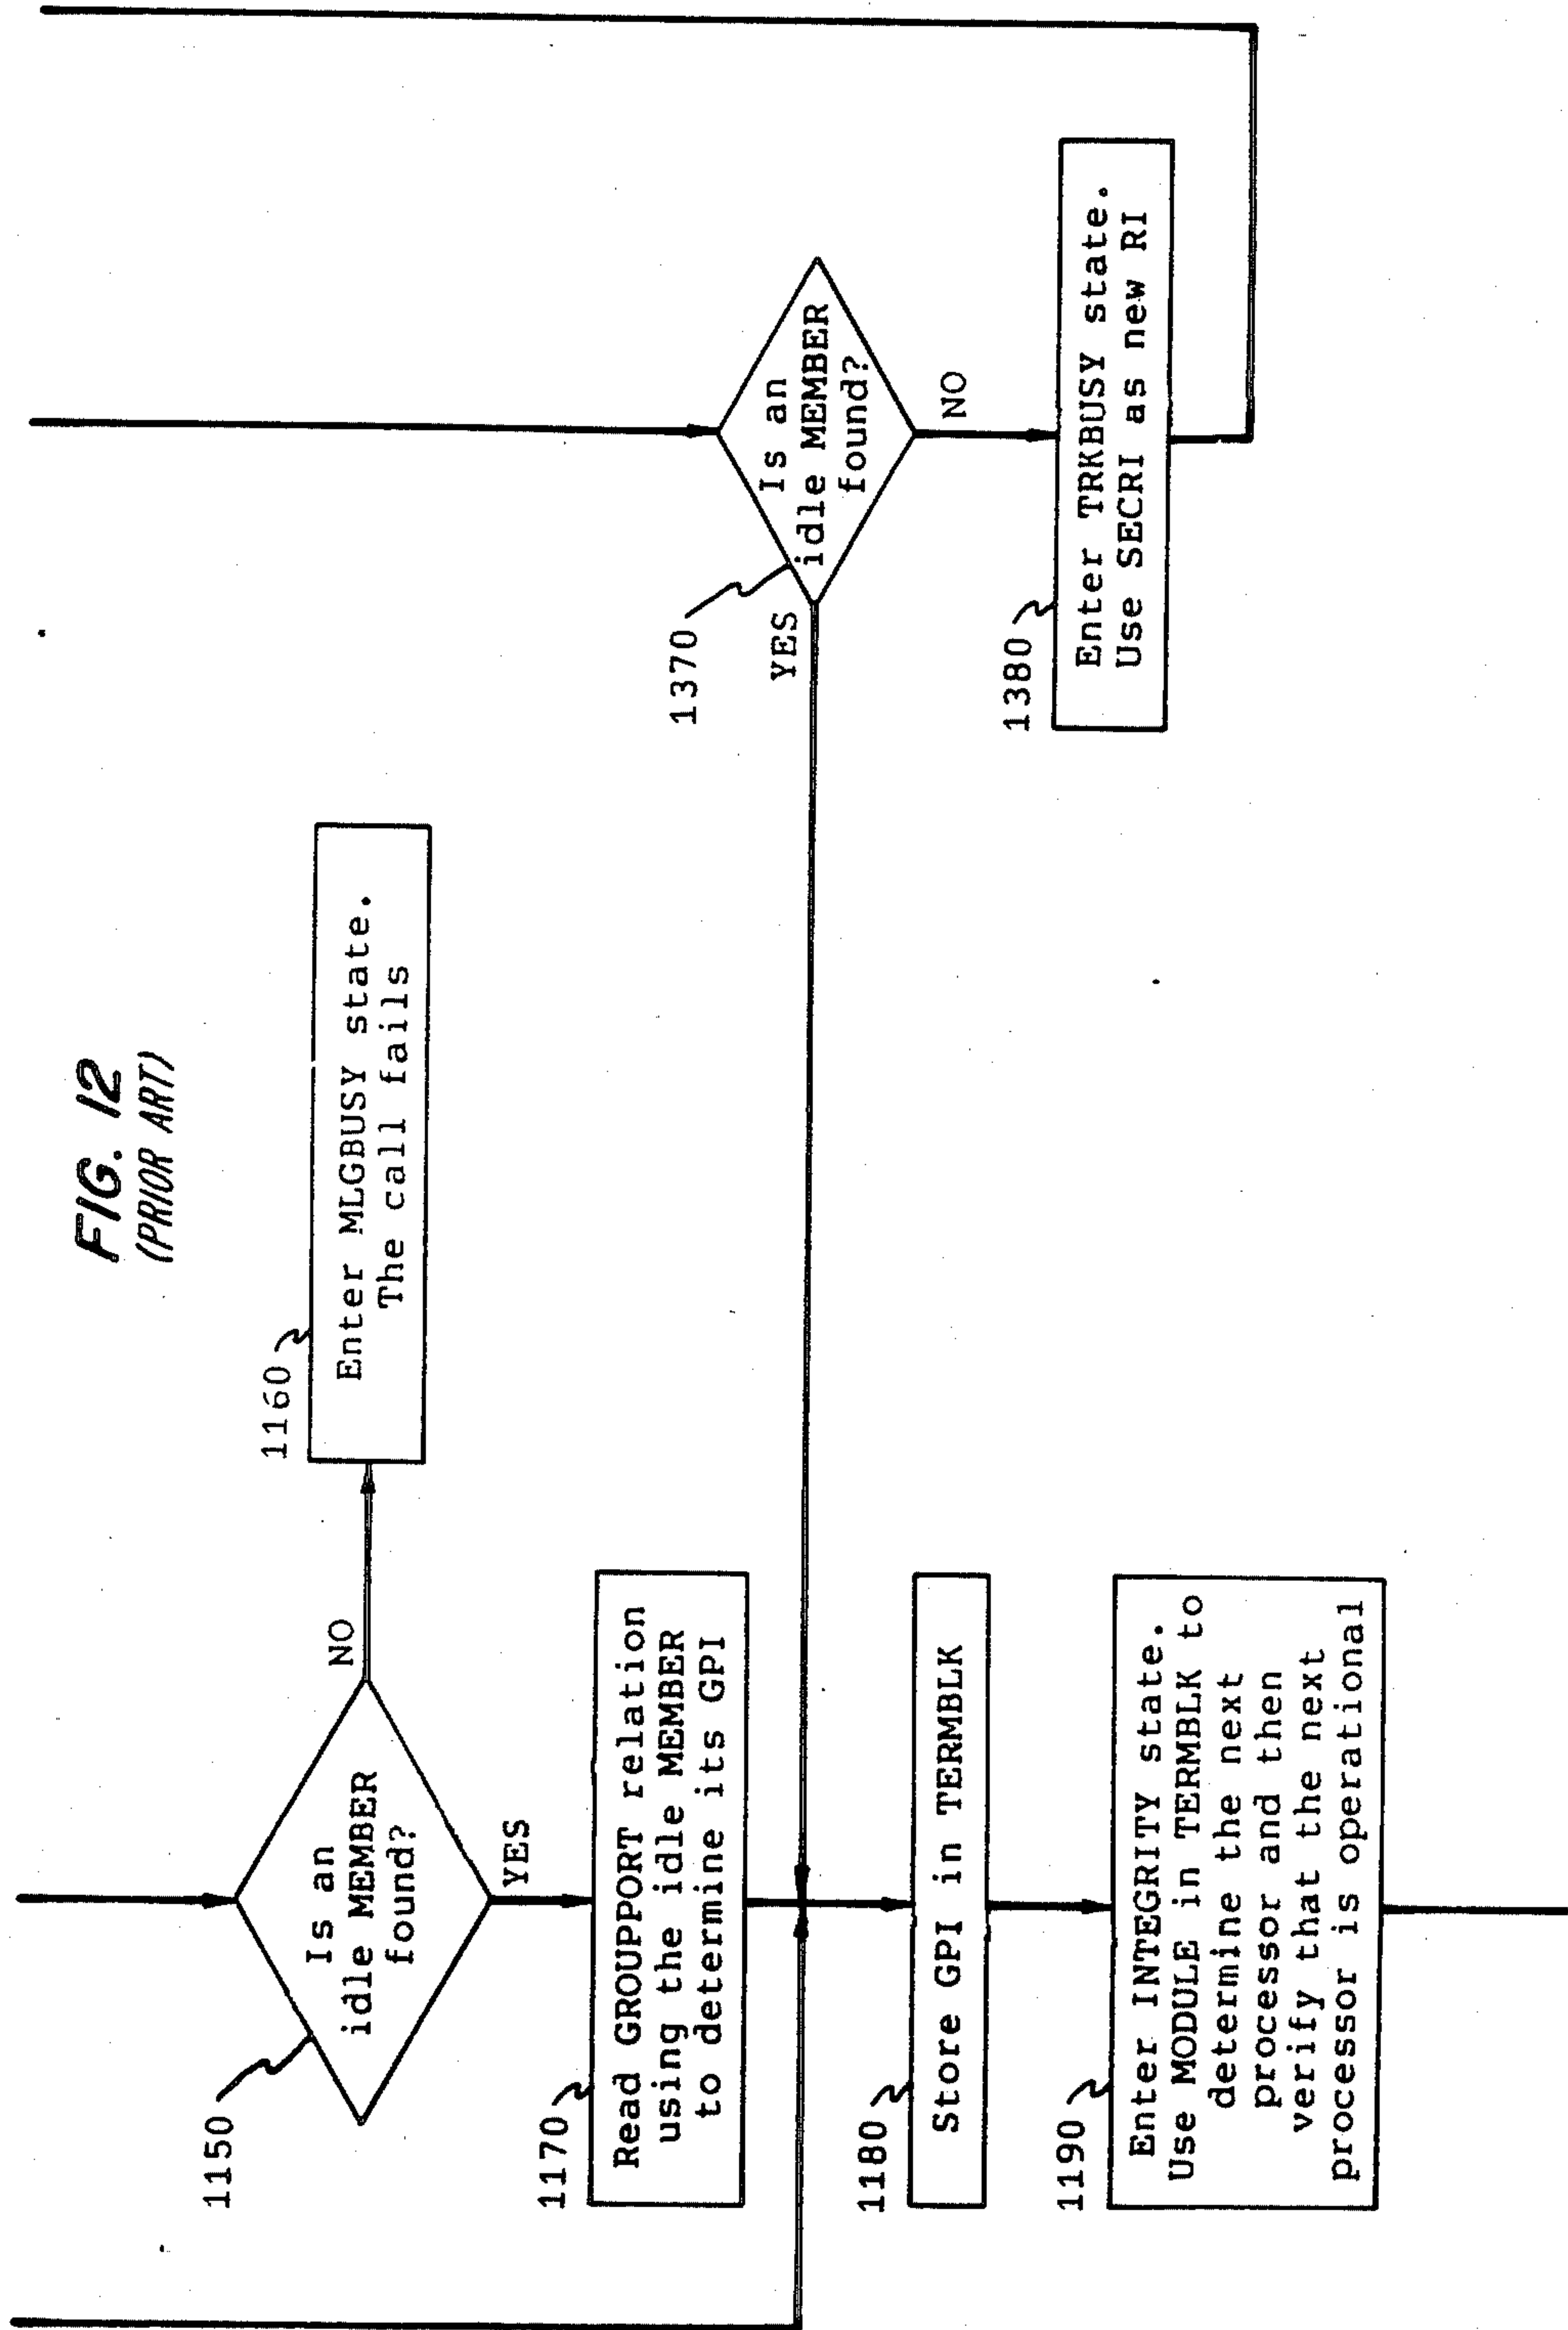 FIG. 12
(PRIOR ART)
1150
Is an
idle MEMBER
found?
NO
YES
1160
Enter MLGBUSY state.
The call fails
1170
Read GROUPPORT relation
using the idle MEMBER
to determine its GPI
1180
Store GPI in TERMBLK
1190
Enter INTEGRITY state.
Use MODULE in TERMBLK to
determine the next
processor and then
verify that the next
processor is operational
1370
Is an
idle MEMBER
found?
YES
NO
1380
Enter TRKBUSY state.
Use SECRI as new RI